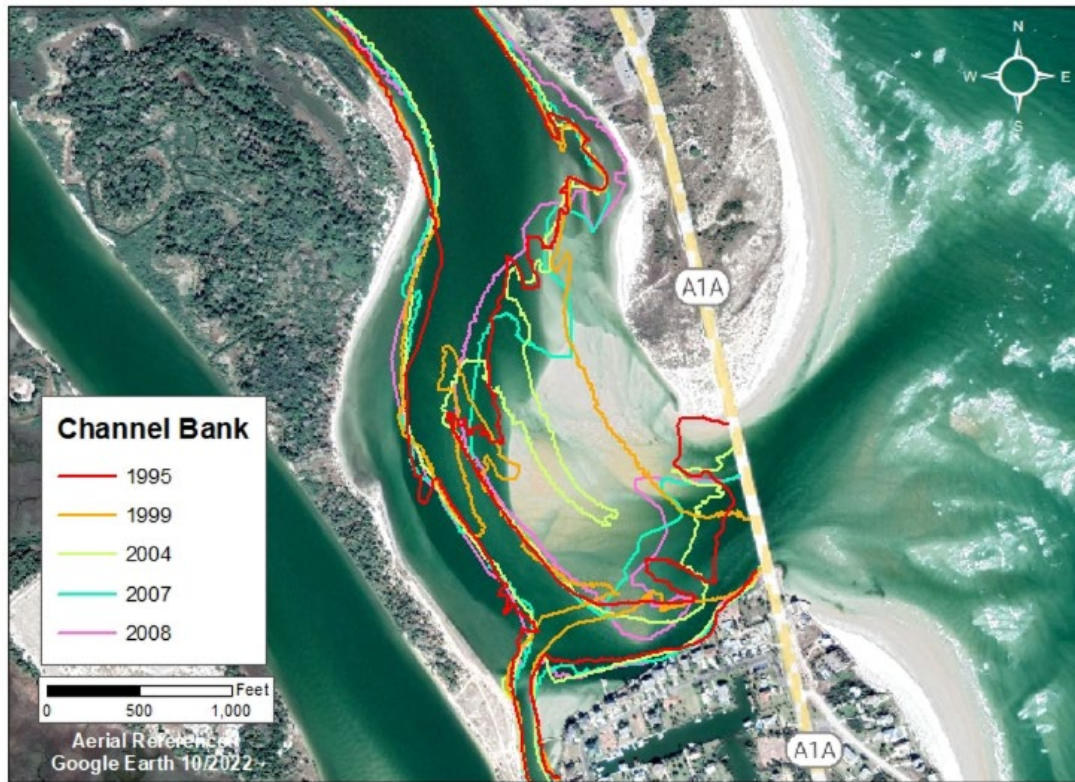 N
W E
S
A1A
Channel Bank
1995
1999
2004
2007
2008
Feet
0 500 1,000
Aerial Reference
Google Earth 10/2022
A1A